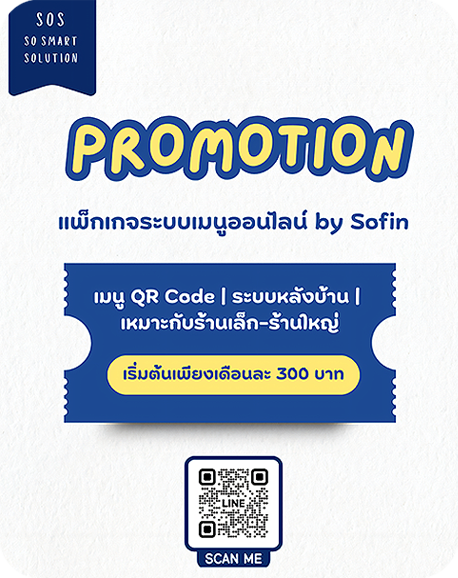 SOS
SO SMART
SOLUTION
PROMOTION
แพ็กเกจระบบเมนูออนไลน์ by Sofin
เมนู QR Code | ระบบหลังบ้าน |
เหมาะกับร้านเล็ก-ร้านใหญ่
เริ่มต้นเพียงเดือนละ 300 บาท
LINE
SCAN ME